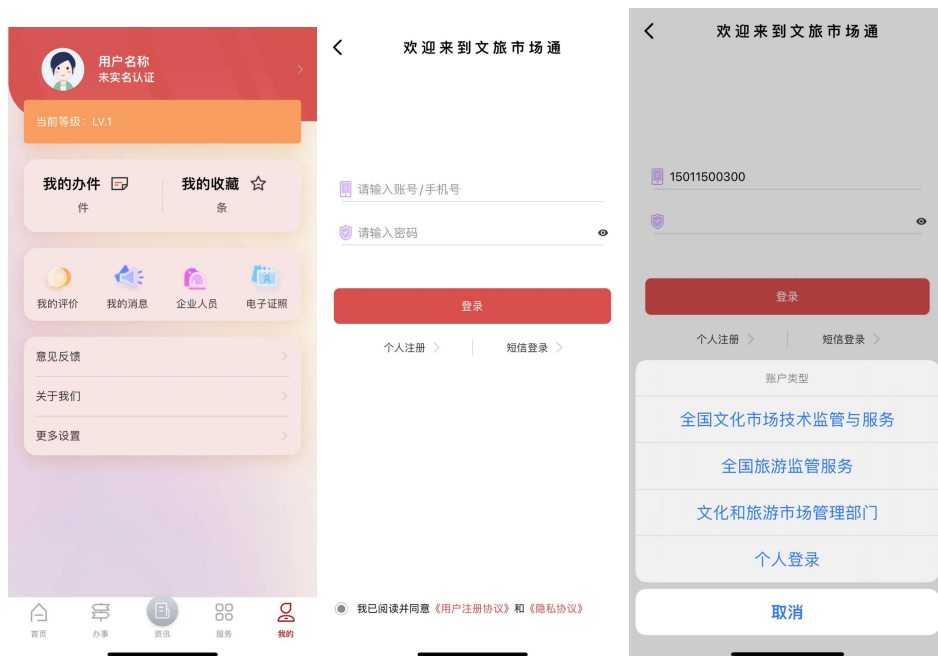 用户名称
未实名认证
当前等级：LV.1
我的办件
我的收藏
件
条
我的评价
我的消息
企业人员
电子证照
意见反馈
关于我们
更多设置
首页
办事
资讯
服务
我的
欢迎来到文旅市场通
请输入账号/手机号
请输入密码
登录
个人注册
短信登录
我已阅读并同意《用户注册协议》和《隐私协议》
欢迎来到文旅市场通
15011500300
登录
个人注册
短信登录
账户类型
全国文化市场技术监管与服务
全国旅游监管服务
文化和旅游市场管理部门
个人登录
取消